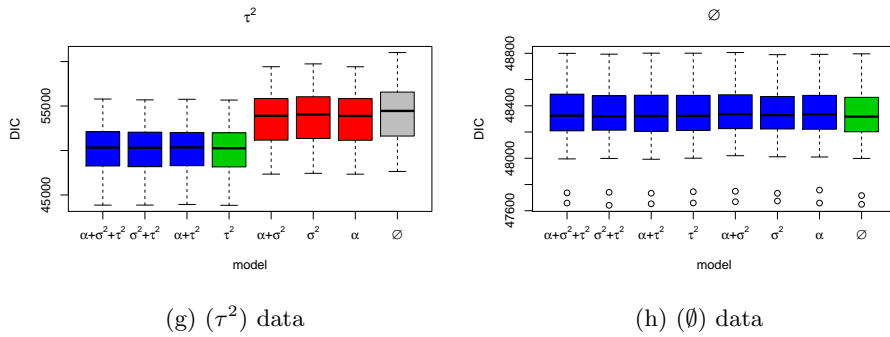 τ²
DIC
55000
45000
α+σ²+τ² σ²+τ² α+τ² τ² α+σ² σ² α ∅
model
(g) (τ²) data
∅
DIC
48800
48400
48000
47600
α+σ²+τ² σ²+τ² α+τ² τ² α+σ² σ² α ∅
model
(h) (∅) data